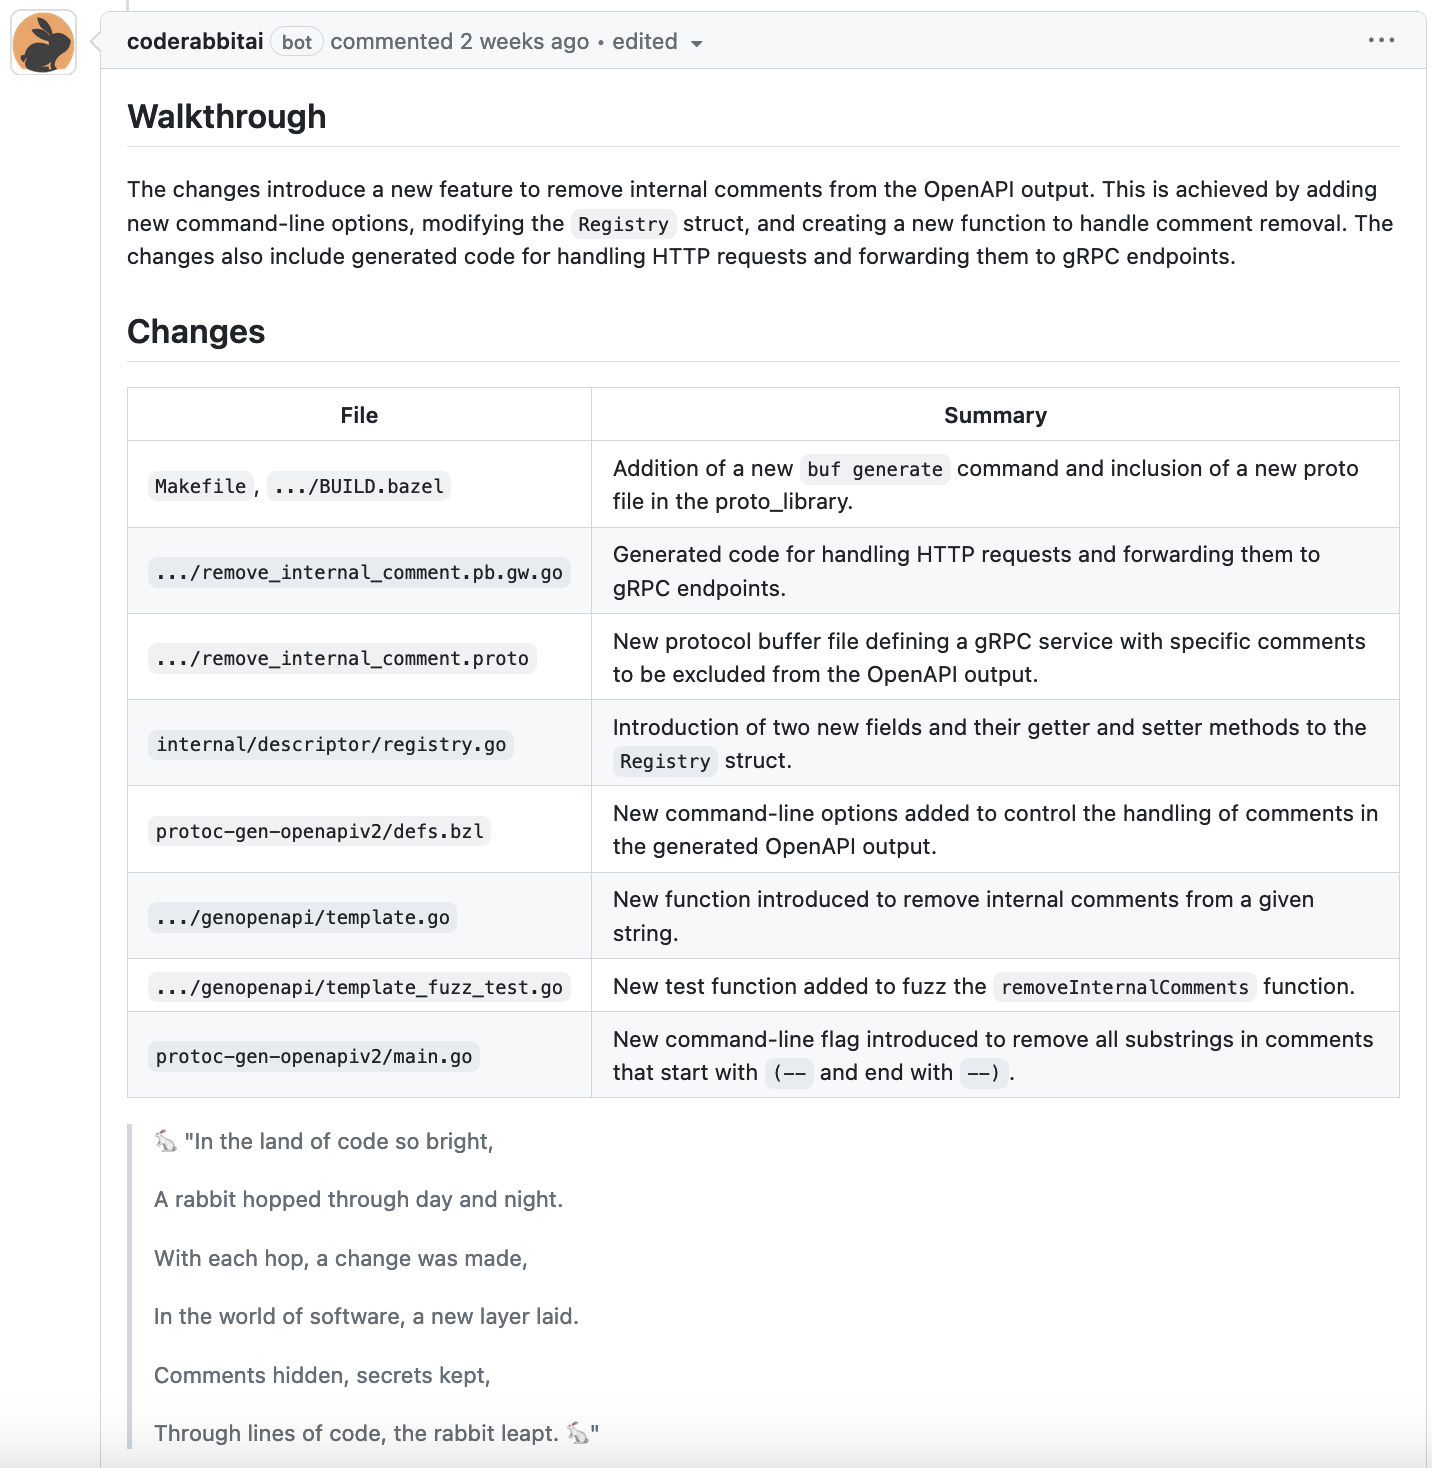 coderabbitai bot commented 2 weeks ago • edited
Walkthrough
The changes introduce a new feature to remove internal comments from the OpenAPI output. This is achieved by adding
new command-line options, modifying the Registry struct, and creating a new function to handle comment removal. The
changes also include generated code for handling HTTP requests and forwarding them to gRPC endpoints.
Changes
File Summary
Makefile, .../BUILD.bazel
Addition of a new buf generate command and inclusion of a new proto
file in the proto_library.
.../remove_internal_comment.pb.gw.go
Generated code for handling HTTP requests and forwarding them to
gRPC endpoints.
.../remove_internal_comment.proto
New protocol buffer file defining a gRPC service with specific comments
to be excluded from the OpenAPI output.
internal/descriptor/registry.go
Introduction of two new fields and their getter and setter methods to the
Registry struct.
protoc-gen-openapiv2/defs.bzl
New command-line options added to control the handling of comments in
the generated OpenAPI output.
.../genopenapi/template.go
New function introduced to remove internal comments from a given
string.
.../genopenapi/template_fuzz_test.go
New test function added to fuzz the removeInternalComments function.
protoc-gen-openapiv2/main.go
New command-line flag introduced to remove all substrings in comments
that start with (-- and end with --).
🐇 "In the land of code so bright,
A rabbit hopped through day and night.
With each hop, a change was made,
In the world of software, a new layer laid.
Comments hidden, secrets kept,
Through lines of code, the rabbit leapt. 🐇"